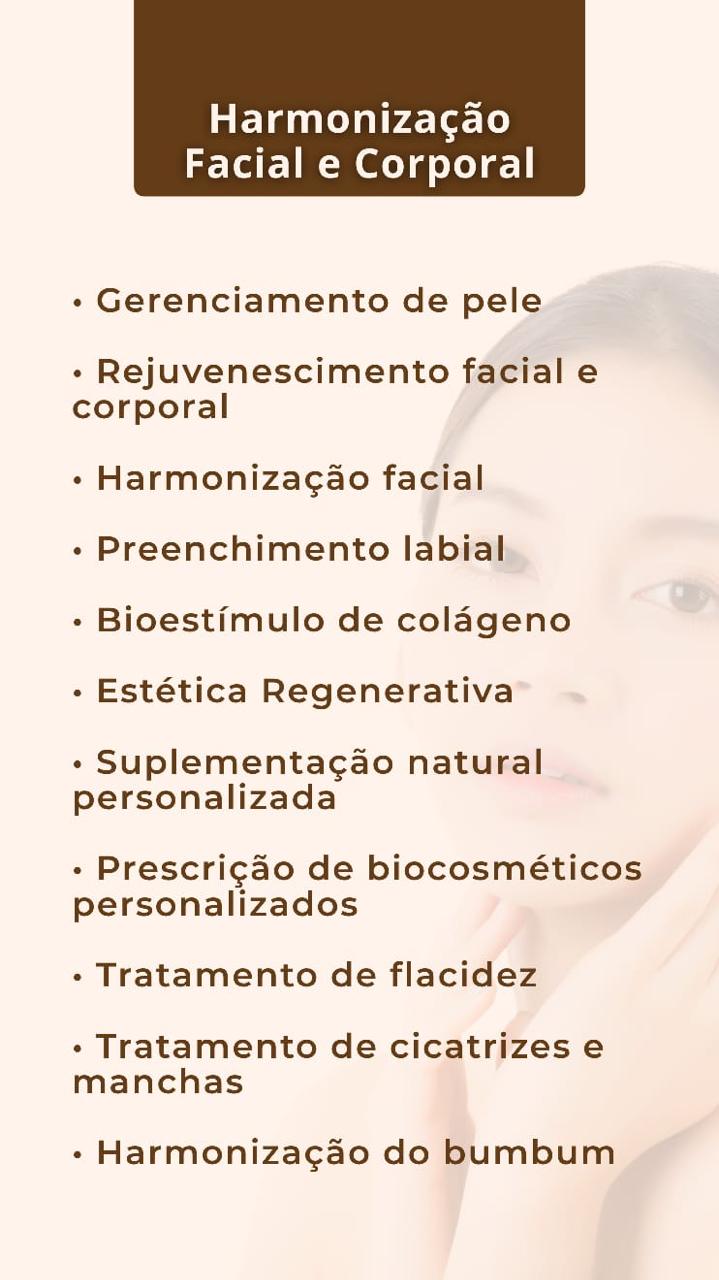 Harmonização
Facial e Corporal
• Gerenciamento de pele
• Rejuvenescimento facial e
corporal
• Harmonização facial
• Preenchimento labial
• Bioestímulo de colágeno
• Estética Regenerativa
• Suplementação natural
personalizada
• Prescrição de biocosméticos
personalizados
• Tratamento de flacidez
• Tratamento de cicatrizes e
manchas
• Harmonização do bumbum